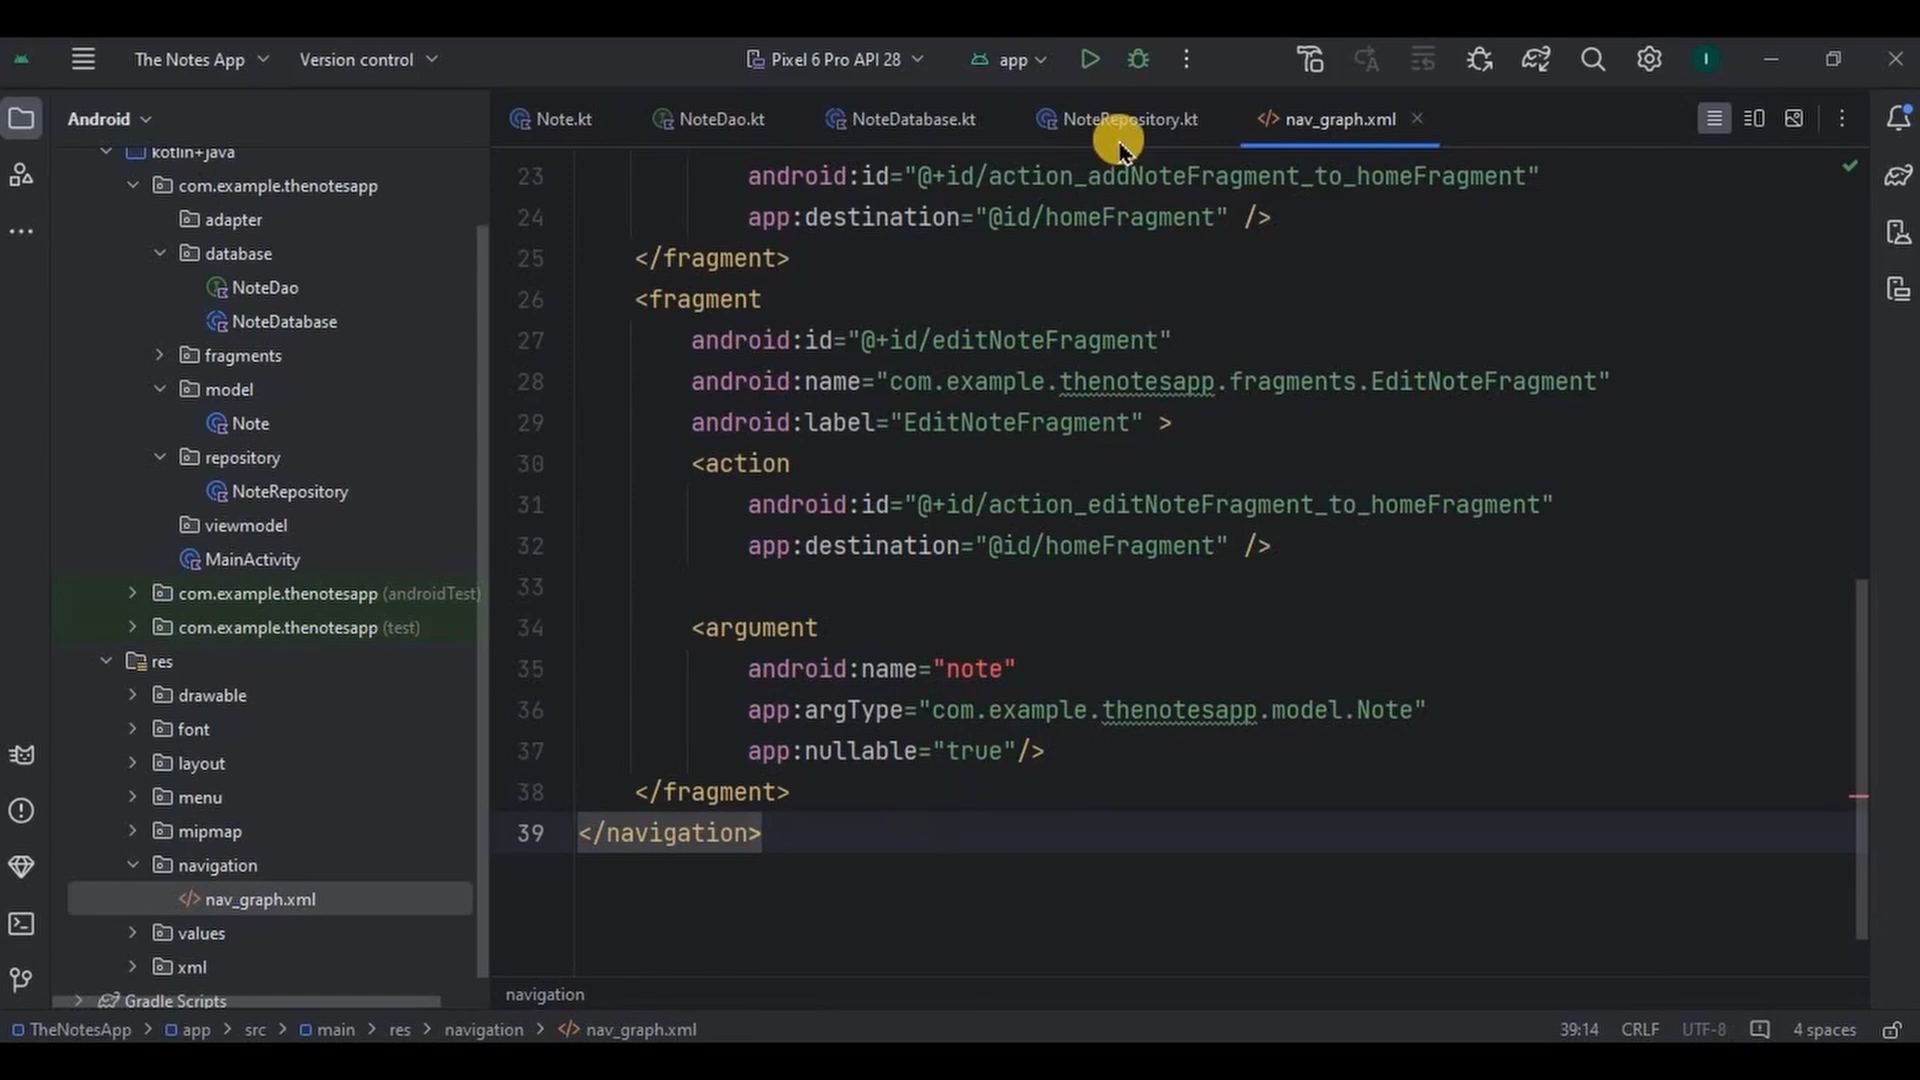 The Notes App
Version control
Pixel 6 Pro API 28
app
I
Android
Note.kt
NoteDao.kt
NoteDatabase.kt
NoteRepository.kt
nav_graph.xml
kotlin+java
com.example.thenotesapp
adapter
database
NoteDao
NoteDatabase
fragments
model
Note
repository
NoteRepository
viewmodel
MainActivity
com.example.thenotesapp (androidTest)
com.example.thenotesapp (test)
res
drawable
font
layout
menu
mipmap
navigation
nav_graph.xml
values
xml
Gradle Scripts
23 android:id="@+id/action_addNoteFragment_to_homeFragment"
24 app:destination="@id/homeFragment" />
25 </fragment>
26 <fragment
27 android:id="@+id/editNoteFragment"
28 android:name="com.example.thenotesapp.fragments.EditNoteFragment"
29 android:label="EditNoteFragment" >
30 <action
31 android:id="@+id/action_editNoteFragment_to_homeFragment"
32 app:destination="@id/homeFragment" />
33
34 <argument
35 android:name="note"
36 app:argType="com.example.thenotesapp.model.Note"
37 app:nullable="true"/>
38 </fragment>
39 </navigation>
navigation
TheNotesApp > app > src > main > res > navigation > nav_graph.xml
39:14 CRLF UTF-8 4 spaces